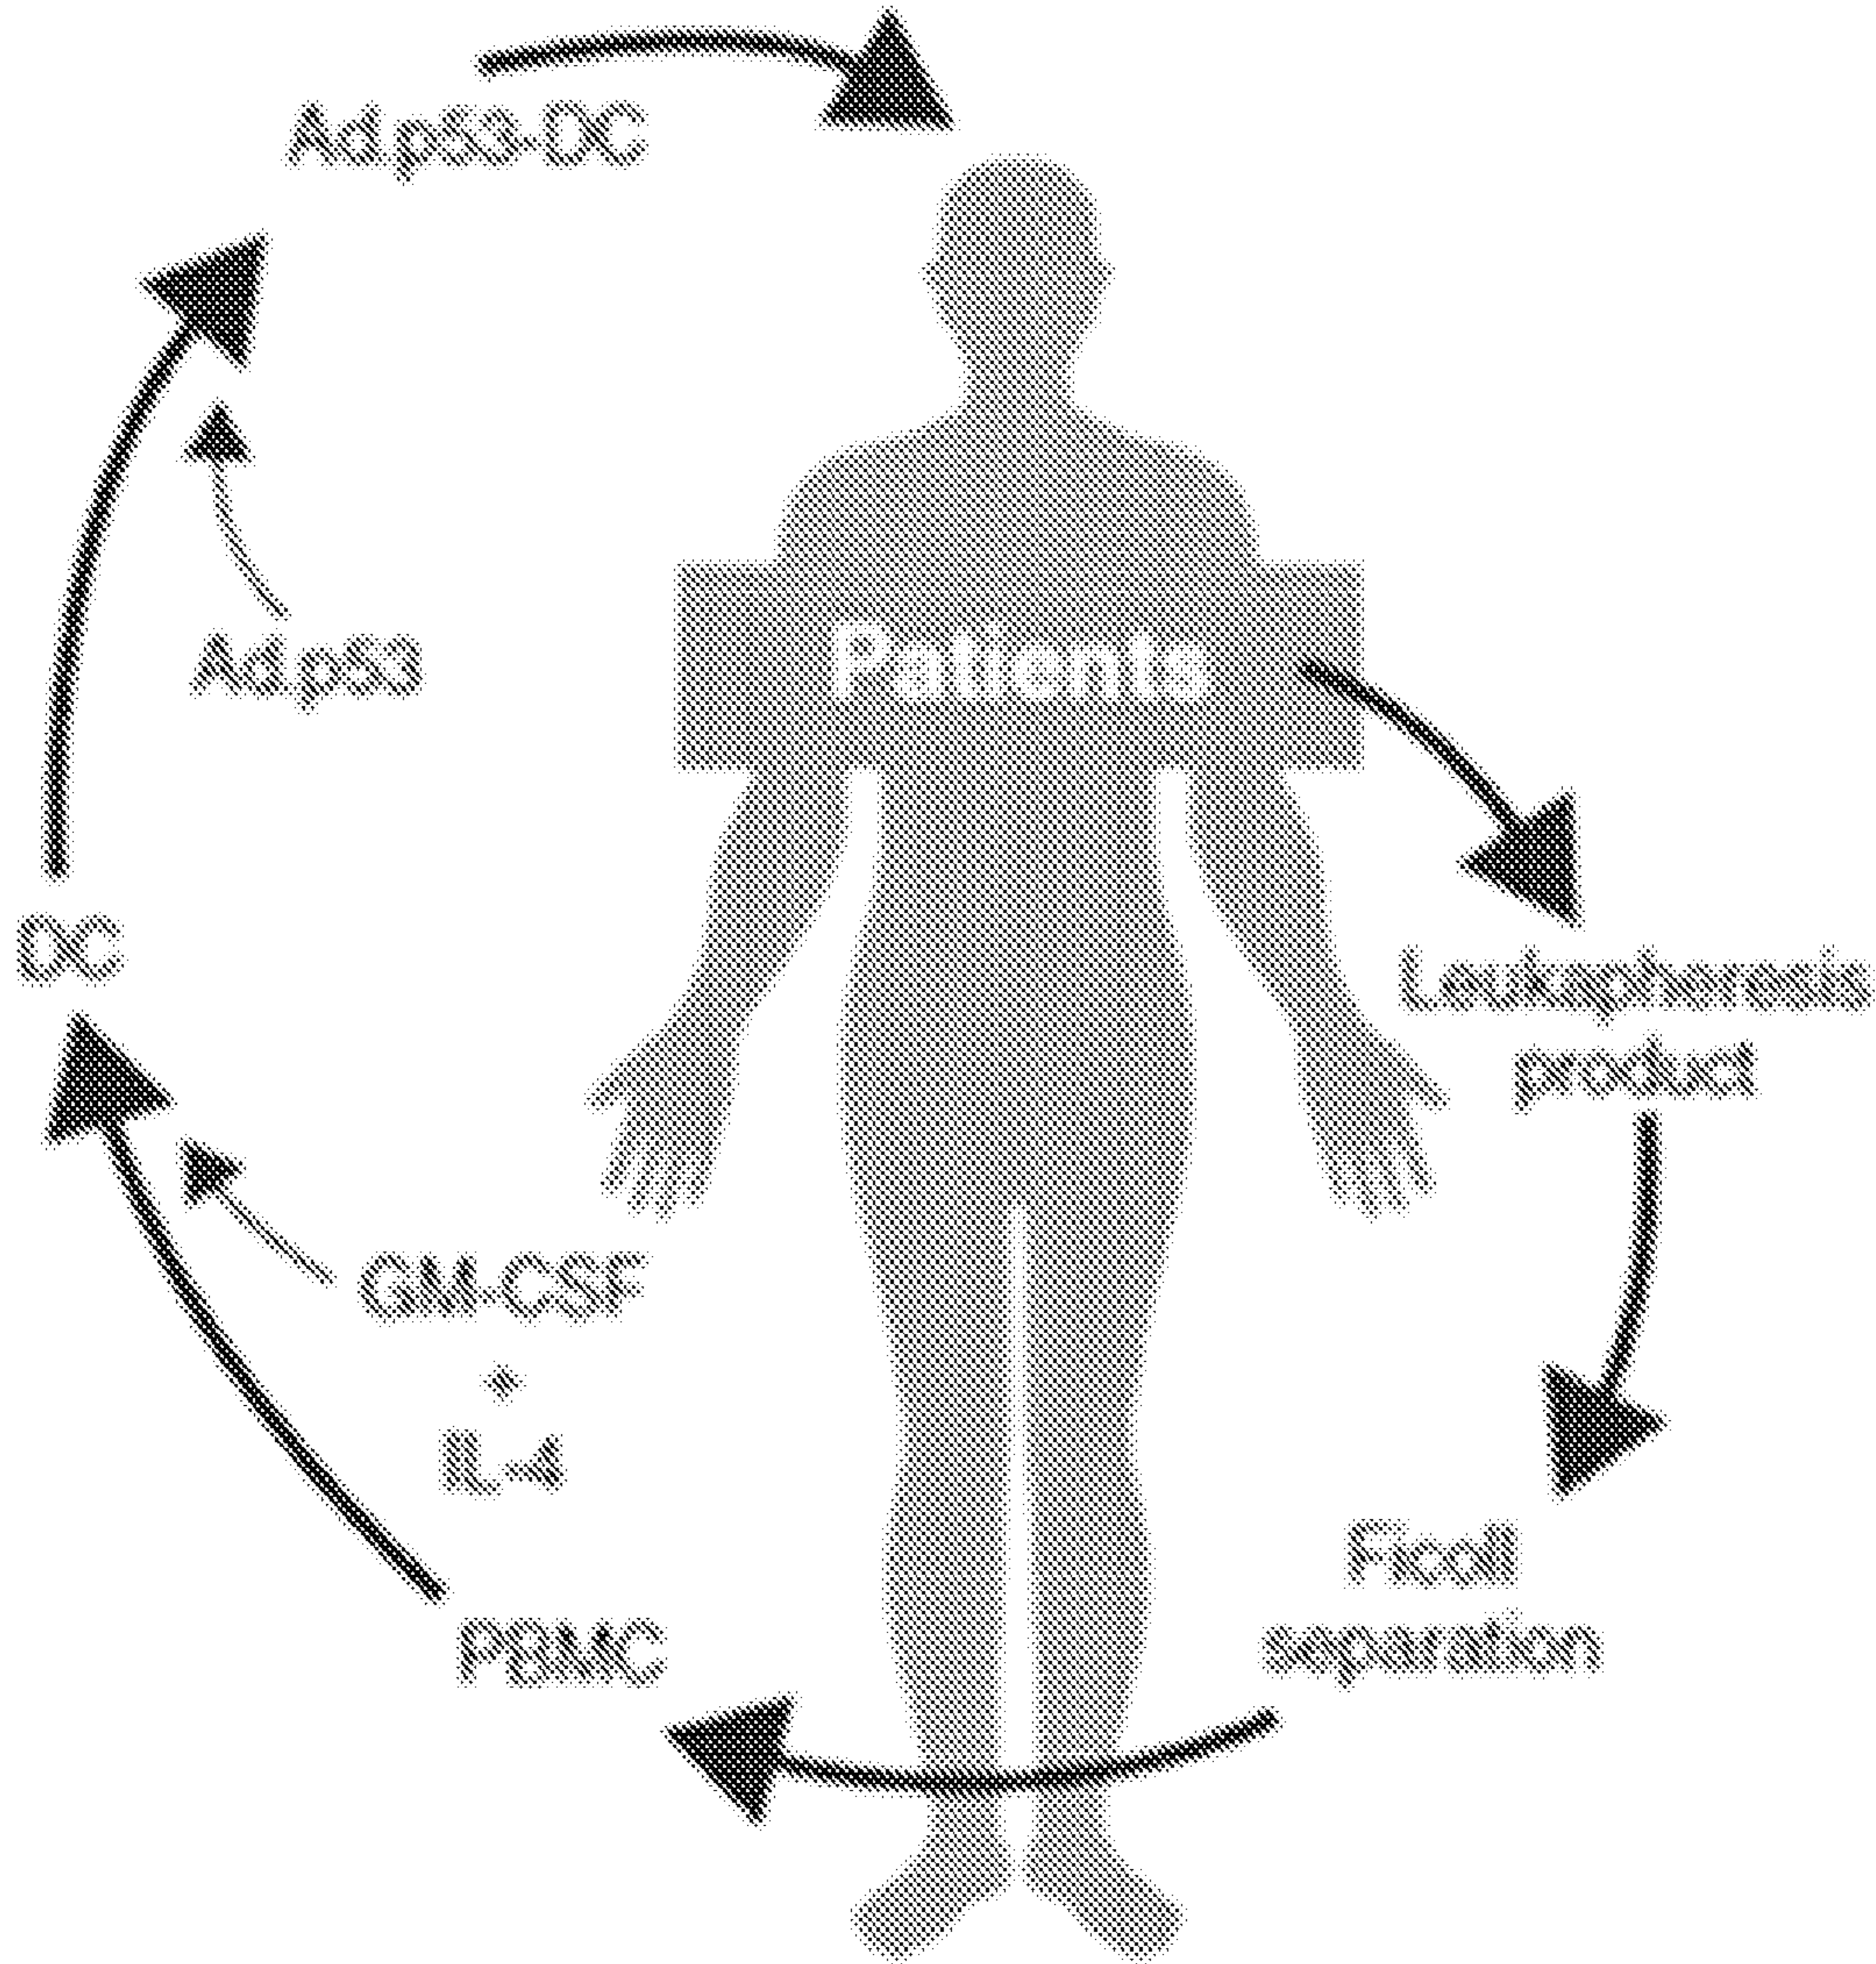 Ad.p53-DC
Ad.p53
Patients
DC
Leukapheresis
product
GM-CSF
+
IL-4
Ficoll
separation
PBMC